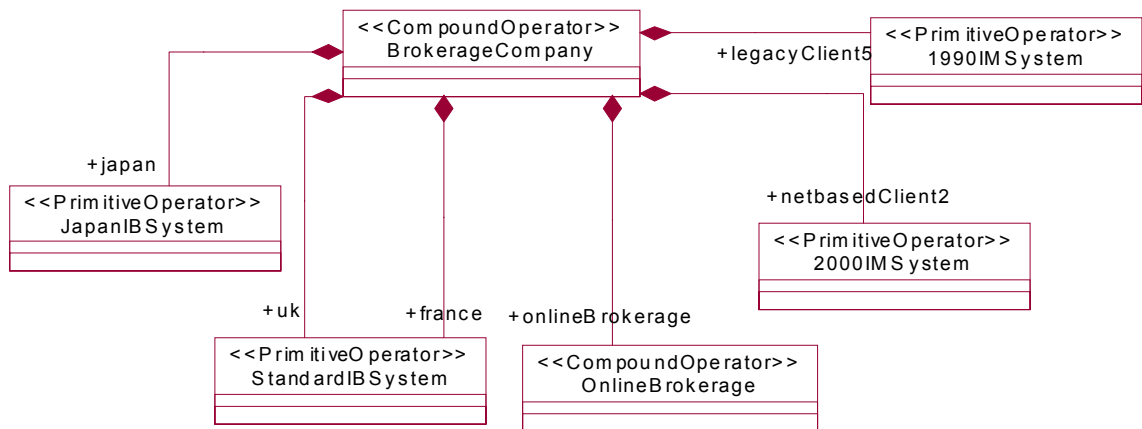 <<CompoundOperator>>
BrokerageCompany
<<PrimitiveOperator>>
1990IMSystem
+legacyClient5
+japan
<<PrimitiveOperator>>
JapanIBSystem
+netbasedClient2
<<PrimitiveOperator>>
2000IMSystem
+uk
+france
+onlineBrokerage
<<PrimitiveOperator>>
StandardIBSystem
<<CompoundOperator>>
OnlineBrokerage